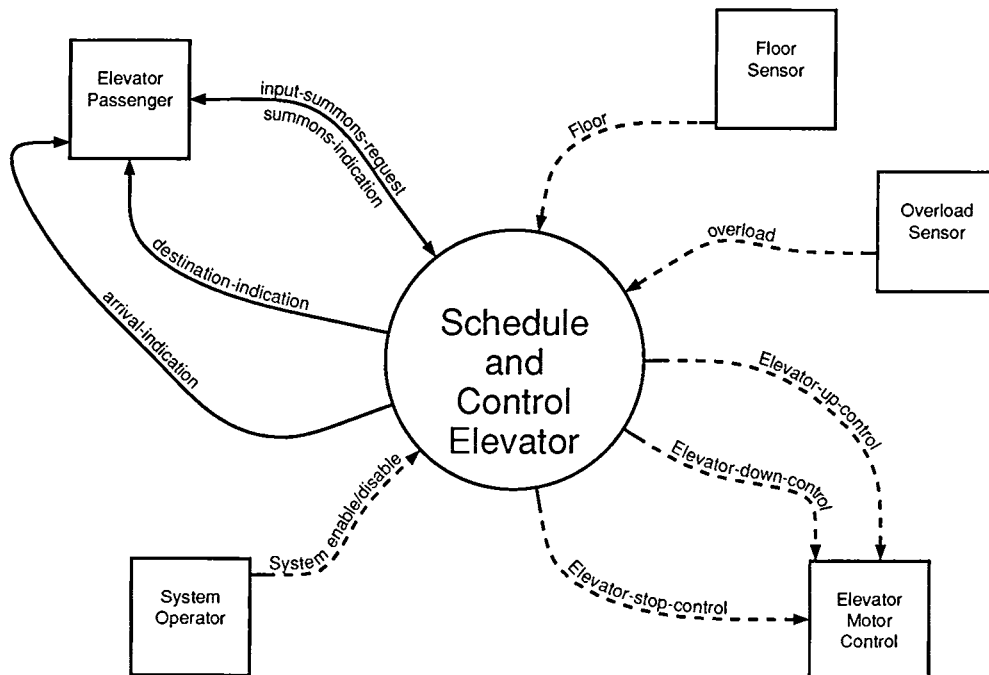 Elevator
Passenger
input-summons-request
summons-indication
destination-indication
arrival-indication
Floor
Sensor
Floor
Overload
Sensor
overload
Schedule
and
Control
Elevator
Elevator-up-control
Elevator-down-control
Elevator-stop-control
System enable/disable
System
Operator
Elevator
Motor
Control